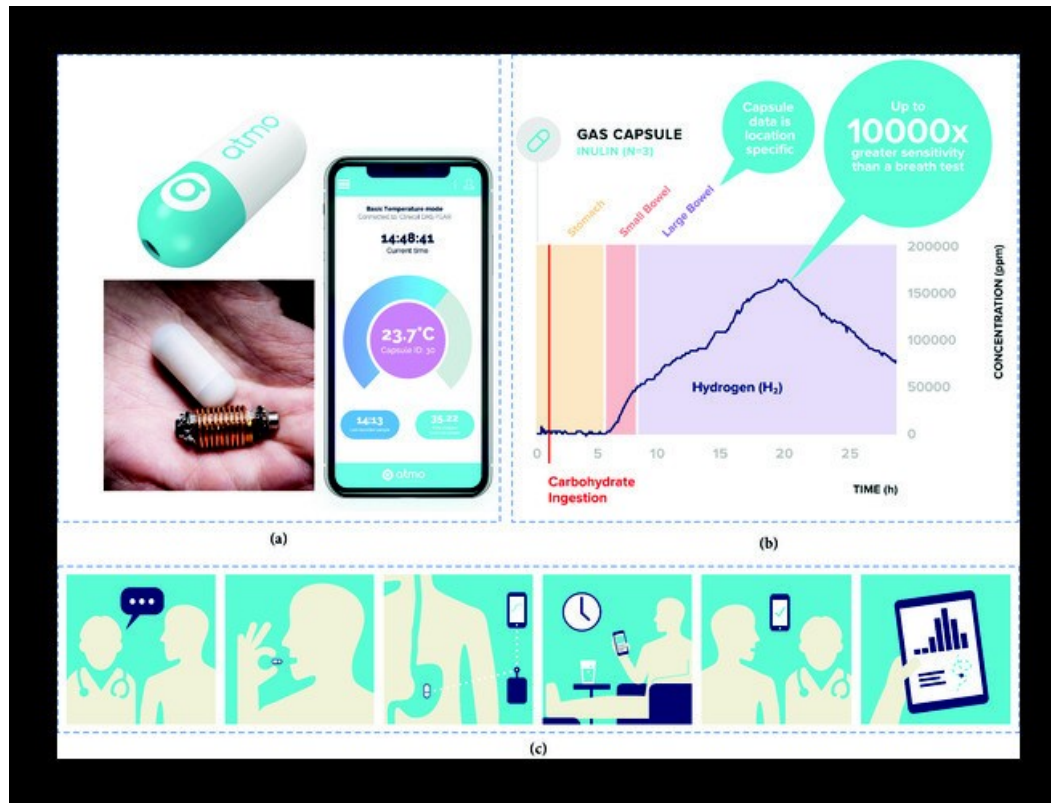 atmo
Basic Temperature mode
14:48:41
Current time
23.7°C
Capsule ID: 30
14:13
35.22
atmo
(a)
GAS CAPSULE
INULIN (N=3)
Capsule
data is
location
specific
Up to
10000x
greater sensitivity
than a breath test
Stomach
Small Bowel
Large Bowel
200000
150000
100000
50000
0
CONCENTRATION (ppm)
Hydrogen (H₂)
0 5 10 15 20 25
Carbohydrate
Ingestion
TIME (h)
(b)
(c)